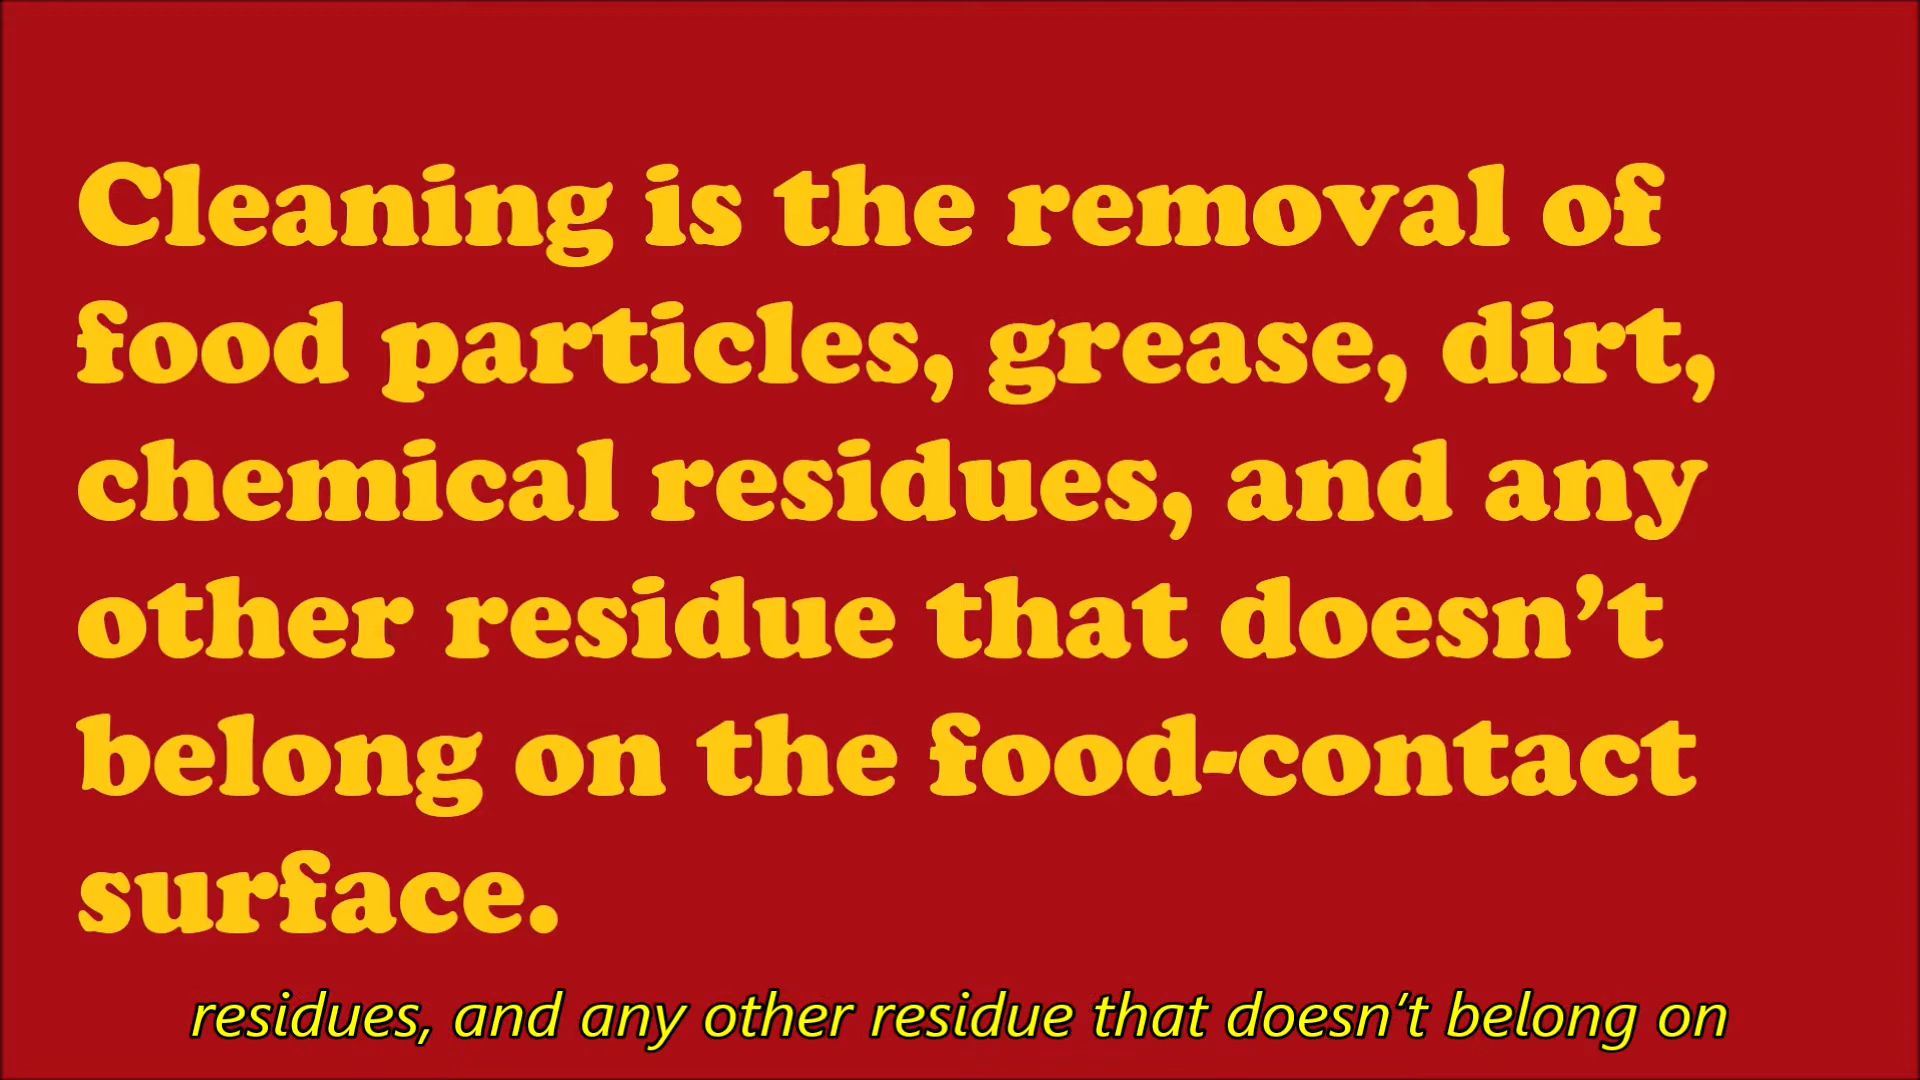 Cleaning is the removal of
food particles, grease, dirt,
chemical residues, and any
other residue that doesn’t
belong on the food-contact
surface.
residues, and any other residue that doesn’t belong on